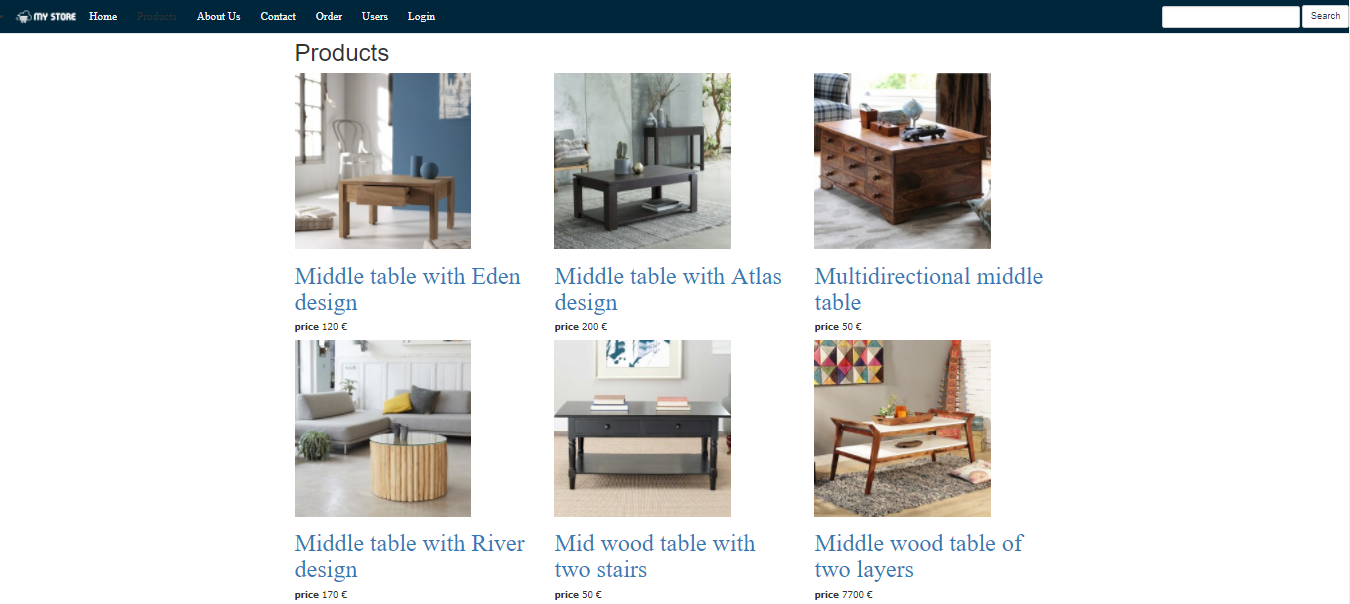 MY STORE Home Products About Us Contact Order Users Login Search
Products
Middle table with Eden
design
price 120 €
Middle table with Atlas
design
price 200 €
Multidirectional middle
table
price 50 €
Middle table with River
design
price 170 €
Mid wood table with
two stairs
price 50 €
Middle wood table of
two layers
price 7700 €